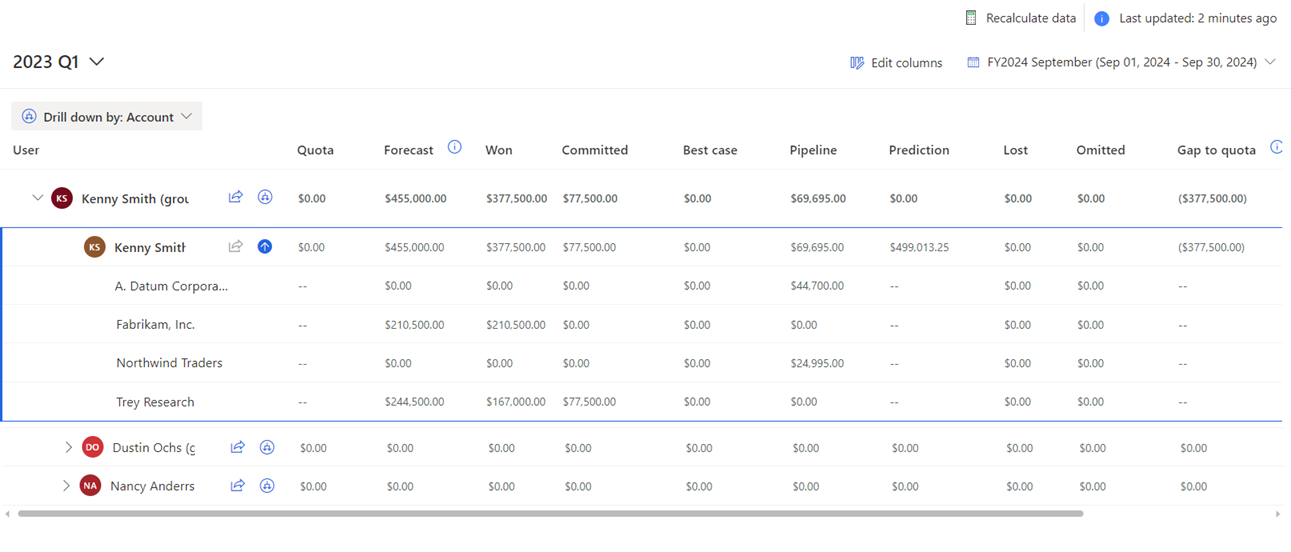 Recalculate data Last updated: 2 minutes ago
2023 Q1 Edit columns FY2024 September (Sep 01, 2024 - Sep 30, 2024)
Drill down by: Account
User Quota Forecast Won Committed Best case Pipeline Prediction Lost Omitted Gap to quota
KS Kenny Smith (grou $0.00 $455,000.00 $377,500.00 $77,500.00 $0.00 $69,695.00 $0.00 $0.00 $0.00 ($377,500.00)
KS Kenny Smith $0.00 $455,000.00 $377,500.00 $77,500.00 $0.00 $69,695.00 $499,013.25 $0.00 $0.00 ($377,500.00)
A. Datum Corpora... -- $0.00 $0.00 $0.00 $0.00 $44,700.00 -- $0.00 $0.00 --
Fabrikam, Inc. -- $210,500.00 $210,500.00 $0.00 $0.00 $0.00 -- $0.00 $0.00 --
Northwind Traders -- $0.00 $0.00 $0.00 $0.00 $24,995.00 -- $0.00 $0.00 --
Trey Research -- $244,500.00 $167,000.00 $77,500.00 $0.00 $0.00 -- $0.00 $0.00 --
DO Dustin Ochs (g $0.00 $0.00 $0.00 $0.00 $0.00 $0.00 $0.00 $0.00 $0.00 $0.00
NA Nancy Anderrs $0.00 $0.00 $0.00 $0.00 $0.00 $0.00 $0.00 $0.00 $0.00 $0.00